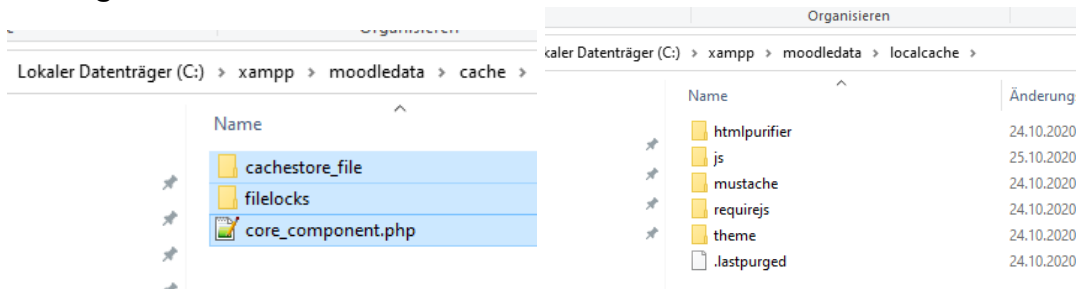 Organisieren
Lokaler Datenträger (C:) > xampp > moodledata > cache >
Name
cachestore_file
filelocks
core_component.php
Organisieren
kaler Datenträger (C:) > xampp > moodledata > localcache >
Name Änderung
htmlpurifier 24.10.2020
js 25.10.2020
mustache 24.10.2020
requirejs 24.10.2020
theme 24.10.2020
.lastpurged 24.10.2020